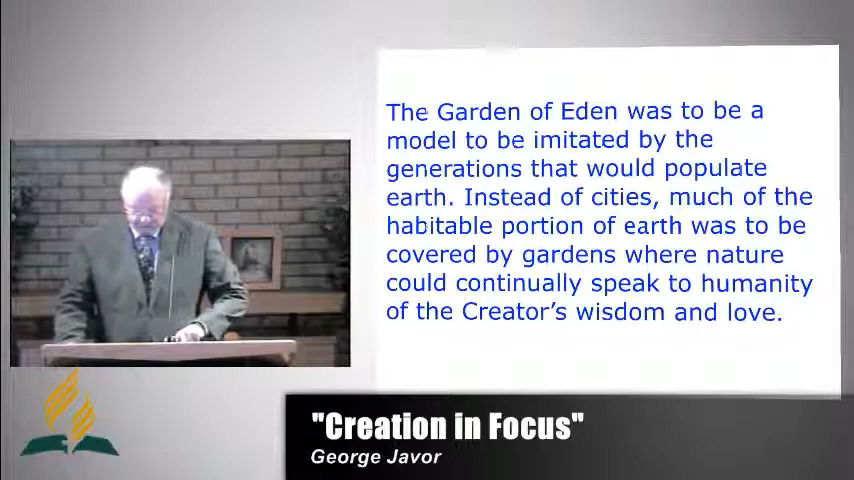 The Garden of Eden was to be a
model to be imitated by the
generations that would populate
earth. Instead of cities, much of the
habitable portion of earth was to be
covered by gardens where nature
could continually speak to humanity
of the Creator's wisdom and love.
"Creation in Focus"
George Javor